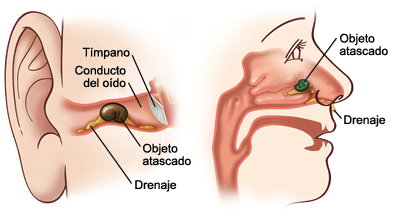 Tímpano
Conducto
del oído
Objeto
atascado
Drenaje
Objeto
atascado
Drenaje